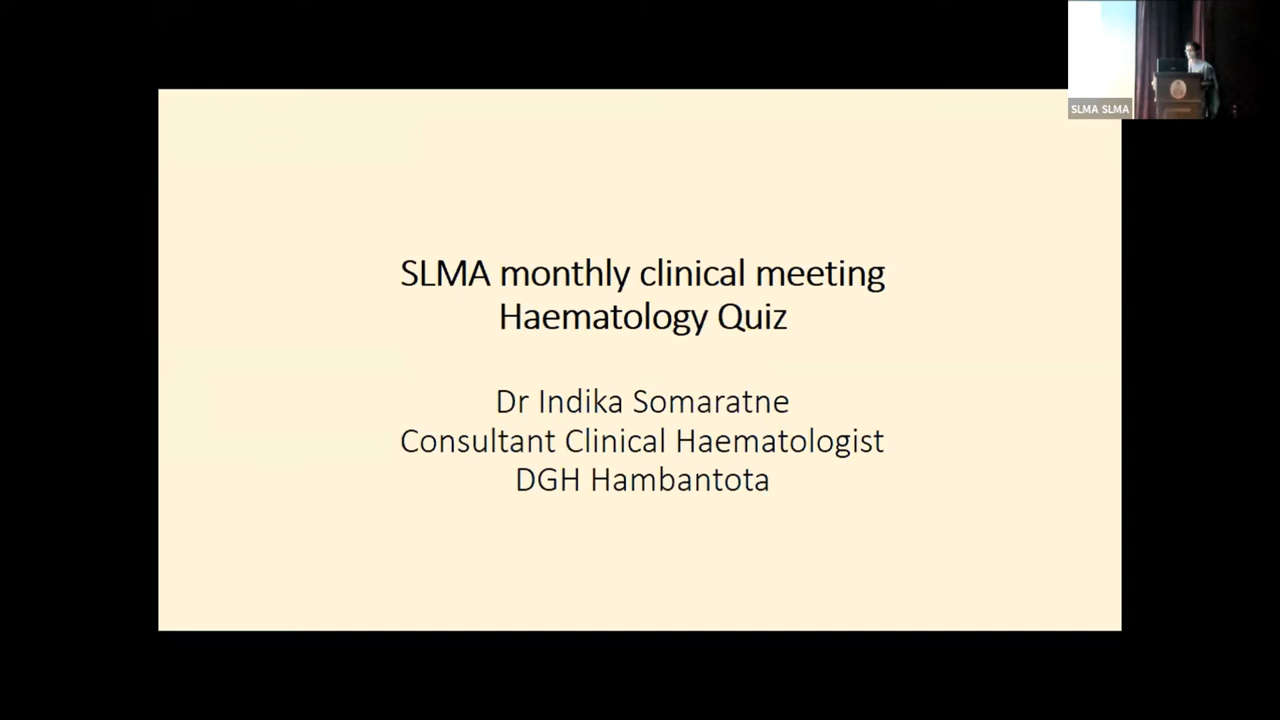 SLMA SLMA
SLMA monthly clinical meeting
Haematology Quiz
Dr Indika Somaratne
Consultant Clinical Haematologist
DGH Hambantota